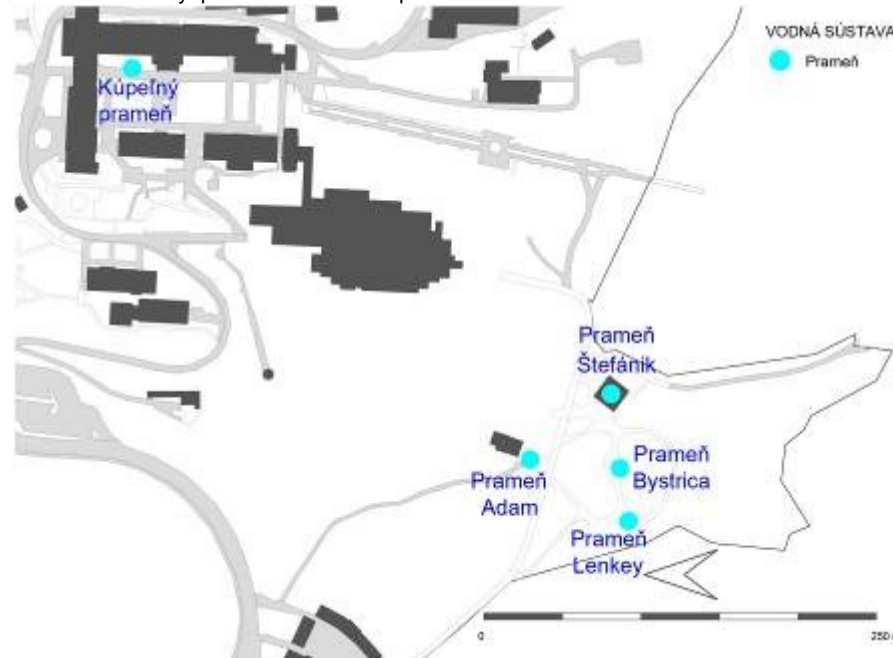 VODNÁ SÚSTAVA
Prameň
Kúpeľný
prameň
Prameň
Štefánik
Prameň
Adam
Prameň
Bystrica
Prameň
Lenkey
0
250